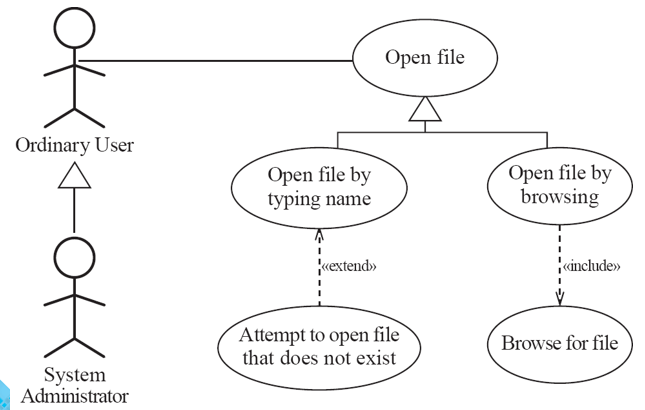 Open file
Ordinary User
Open file by
typing name
Open file by
browsing
«extend»
«include»
Attempt to open file
that does not exist
Browse for file
System
Administrator